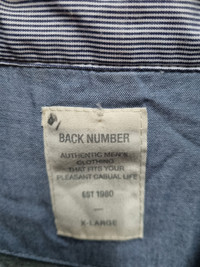 BACK NUMBER
AUTHENTIC MEN'S
CLOTHING
THAT FITS YOUR
PLEASANT CASUAL LIFE
EST 1980
X-LARGE